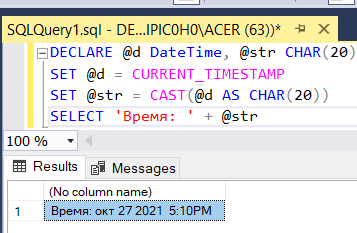 SQLQuery1.sql - DE...IPIC0H0\ACER (63))*
DECLARE @d DateTime, @str CHAR(20)
SET @d = CURRENT_TIMESTAMP
SET @str = CAST(@d AS CHAR(20))
SELECT 'Время: ' + @str
100 %
Results Messages
(No column name)
1 Время: окт 27 2021 5:10PM